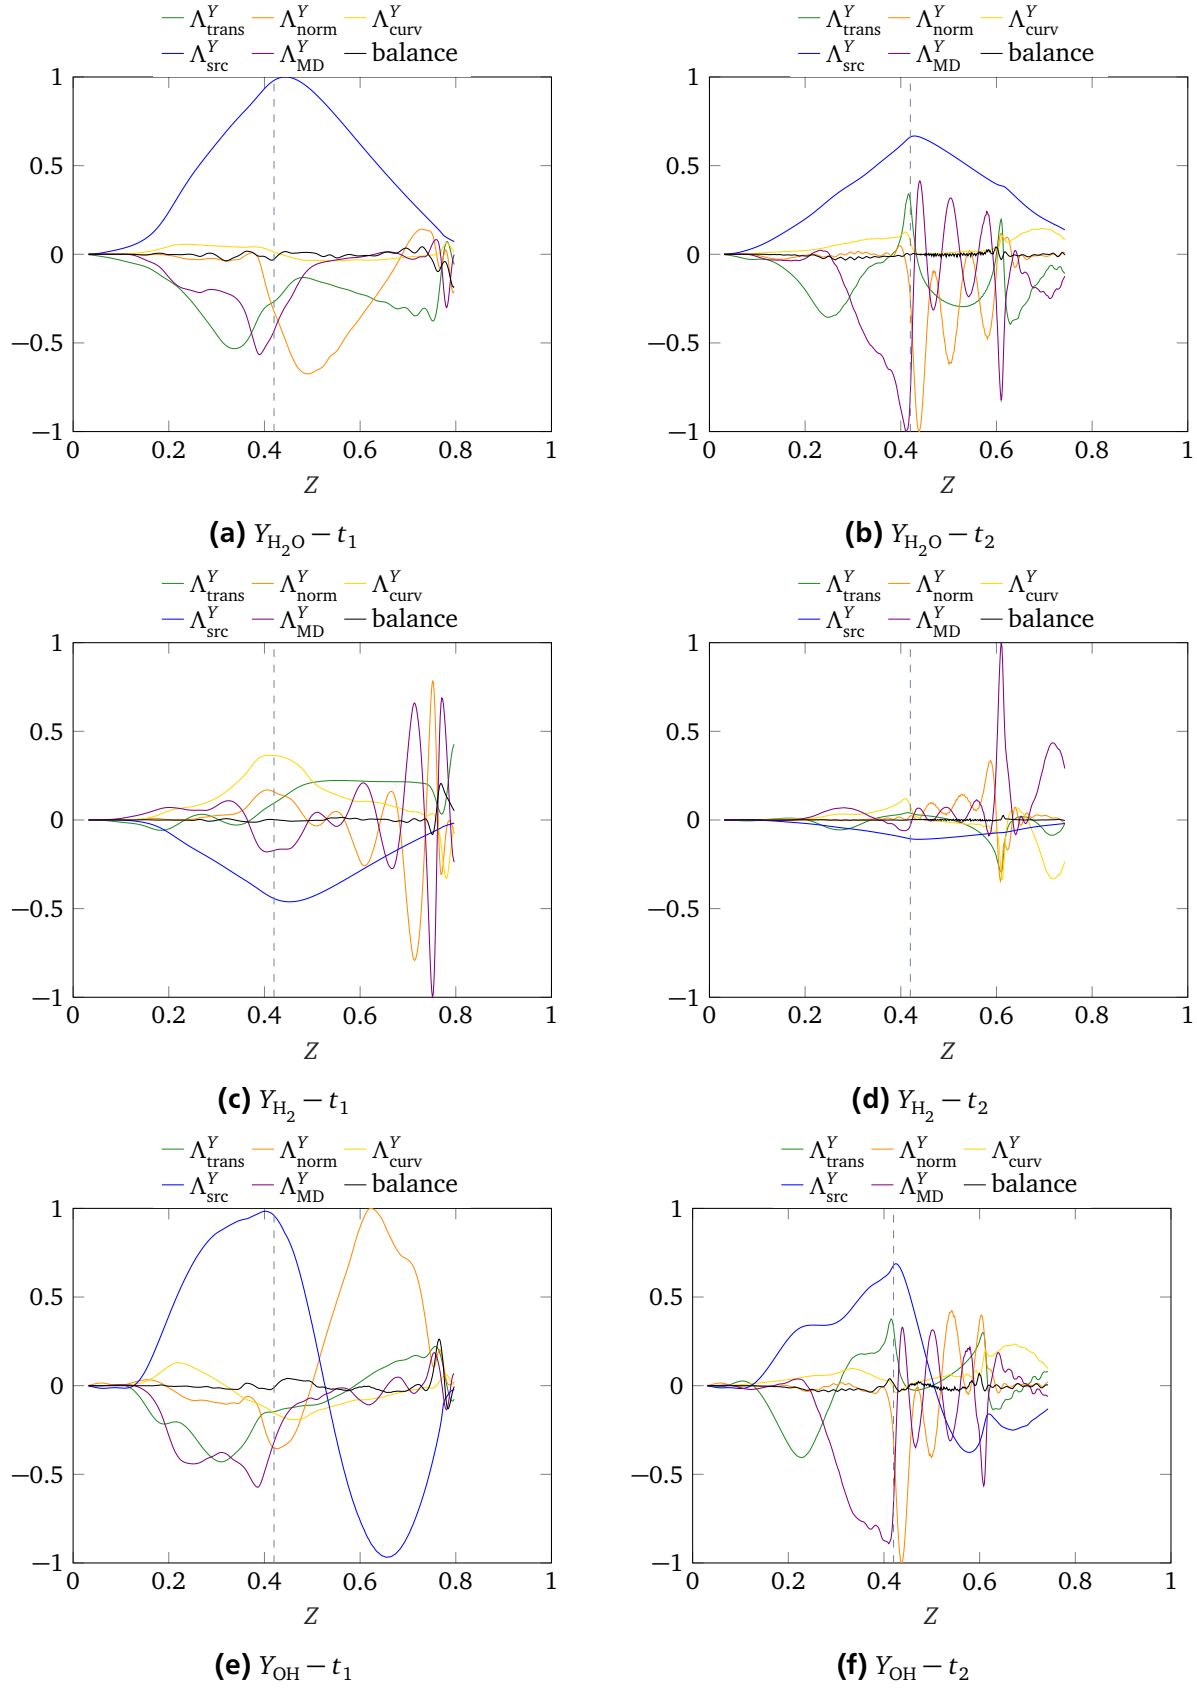 Λ^Y_trans Λ^Y_norm Λ^Y_curv
Λ^Y_src Λ^Y_MD balance
1
0.5
0
−0.5
−1
0 0.2 0.4 0.6 0.8 1
Z
(a) Y_H₂O − t₁
Λ^Y_trans Λ^Y_norm Λ^Y_curv
Λ^Y_src Λ^Y_MD balance
1
0.5
0
−0.5
−1
0 0.2 0.4 0.6 0.8 1
Z
(b) Y_H₂O − t₂
Λ^Y_trans Λ^Y_norm Λ^Y_curv
Λ^Y_src Λ^Y_MD balance
1
0.5
0
−0.5
−1
0 0.2 0.4 0.6 0.8 1
Z
(c) Y_H₂ − t₁
Λ^Y_trans Λ^Y_norm Λ^Y_curv
Λ^Y_src Λ^Y_MD balance
1
0.5
0
−0.5
−1
0 0.2 0.4 0.6 0.8 1
Z
(d) Y_H₂ − t₂
Λ^Y_trans Λ^Y_norm Λ^Y_curv
Λ^Y_src Λ^Y_MD balance
1
0.5
0
−0.5
−1
0 0.2 0.4 0.6 0.8 1
Z
(e) Y_OH − t₁
Λ^Y_trans Λ^Y_norm Λ^Y_curv
Λ^Y_src Λ^Y_MD balance
1
0.5
0
−0.5
−1
0 0.2 0.4 0.6 0.8 1
Z
(f) Y_OH − t₂